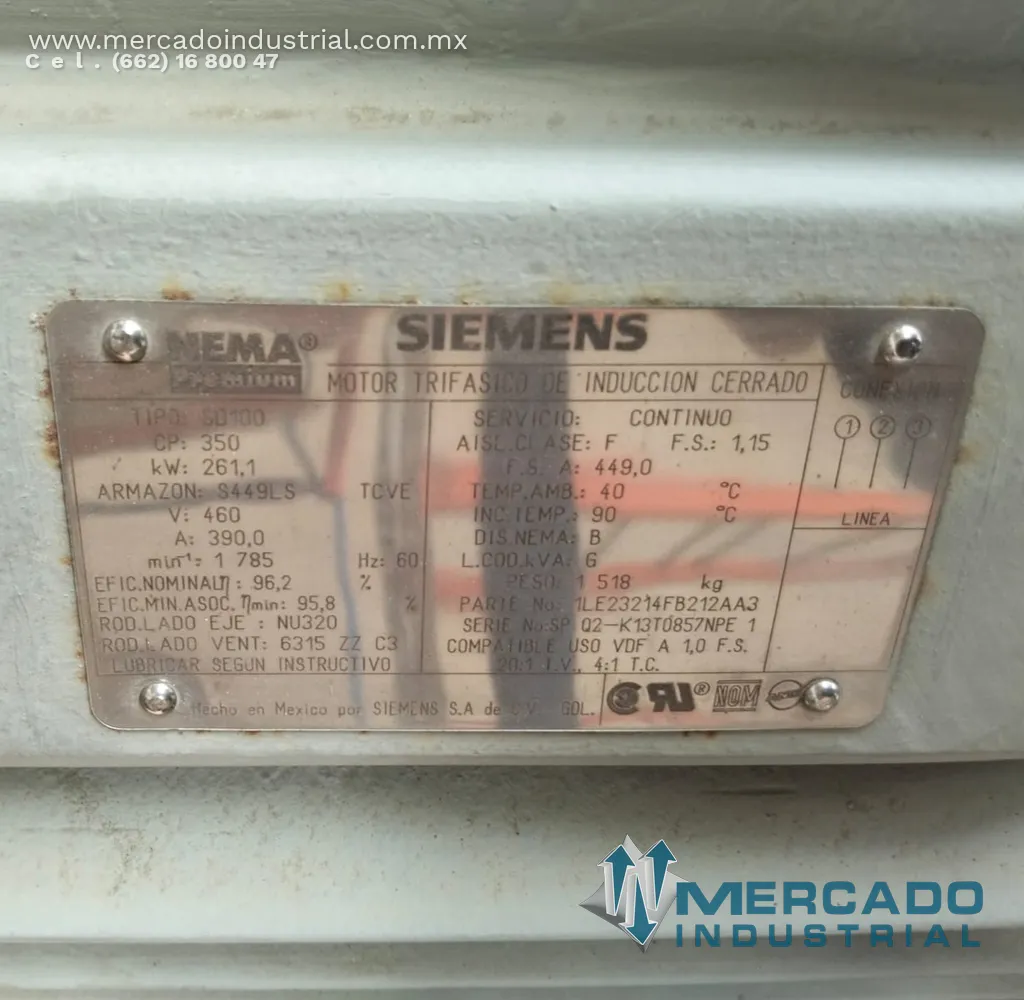 www.mercadoindustrial.com.mx
Cel. (662) 16 800 47
NEMA® SIEMENS
Premium MOTOR TRIFASICO DE INDUCCION CERRADO CONEXION
TIPO: SD100 SERVICIO: CONTINUO
CP: 350 AISL.CLASE: F F.S.: 1,15 1 2 3
kW: 261,1 F.S. A: 449,0
ARMAZON: S449LS TCVE TEMP.AMB.: 40 °C
V: 460 INC.TEMP.: 90 °C LINEA
A: 390,0 DIS.NEMA: B
min⁻¹: 1 785 Hz: 60 L.COD.kVA: G
EFIC.NOMINAL η : 96,2 % PESO: 1 518 kg
EFIC.MIN.ASOC. ηmin: 95,8 % PARTE No: 1LE23214FB212AA3
ROD.LADO EJE : NU320 SERIE No:SP Q2-K13T0857NPE 1
ROD.LADO VENT: 6315 ZZ C3 COMPATIBLE USO VDF A 1,0 F.S.
LUBRICAR SEGUN INSTRUCTIVO 20:1 T.V., 4:1 T.C.
Hecho en Mexico por SIEMENS S.A de C.V. GDL. ® NOM
MERCADO
INDUSTRIAL